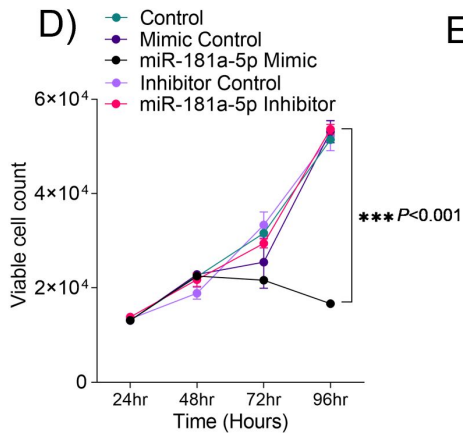 D)
E
Control
Mimic Control
miR-181a-5p Mimic
Inhibitor Control
miR-181a-5p Inhibitor
6×10⁴
4×10⁴
2×10⁴
0
Viable cell count
*** P<0.001
24hr 48hr 72hr 96hr
Time (Hours)